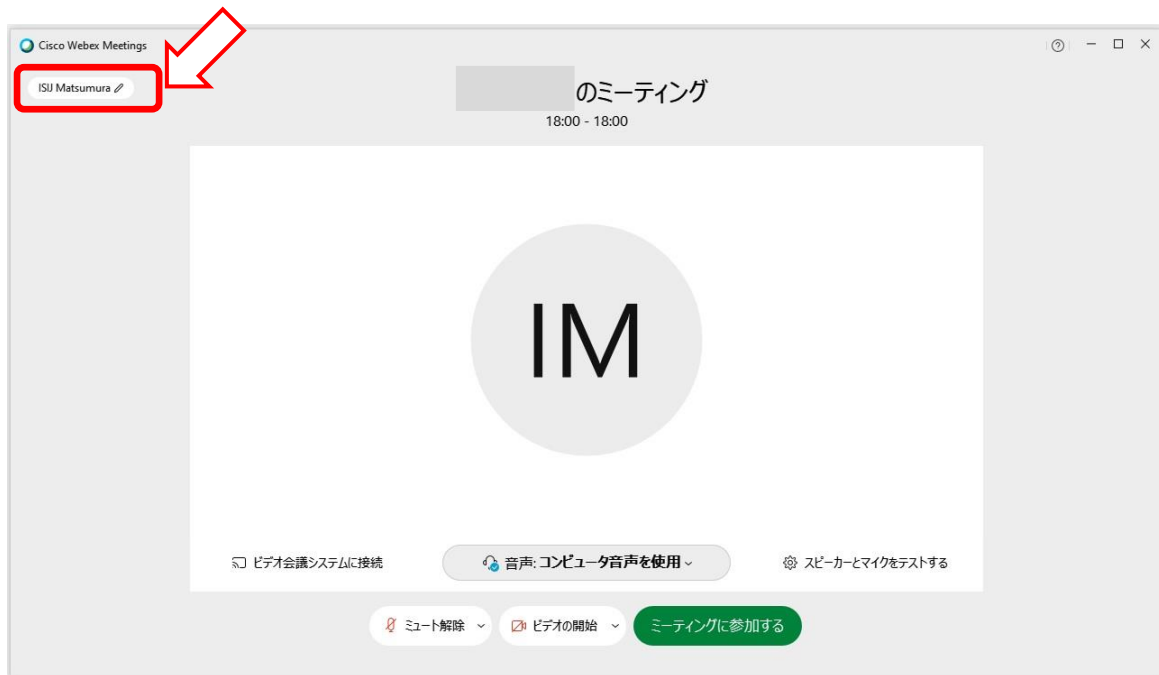 Cisco Webex Meetings
ISIJ Matsumura
のミーティング
18:00 - 18:00
IM
ビデオ会議システムに接続
音声: コンピュータ音声を使用
スピーカーとマイクをテストする
ミュート解除
ビデオの開始
ミーティングに参加する